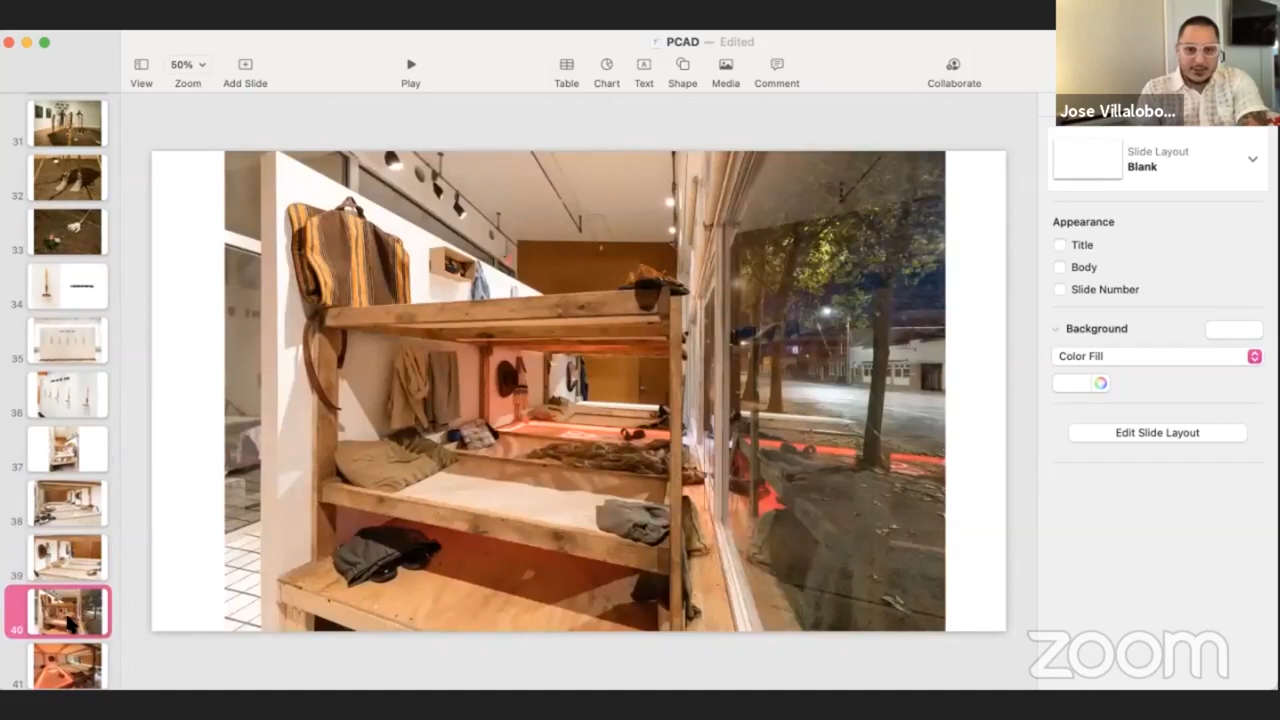 PCAD — Edited
50%
View
Zoom
Add Slide
Play
Table
Chart
Text
Shape
Media
Comment
Collaborate
Jose Villalobo...
31
32
33
34
35
36
37
38
39
40
41
Slide Layout
Blank
Appearance
Title
Body
Slide Number
Background
Color Fill
Edit Slide Layout
zoom